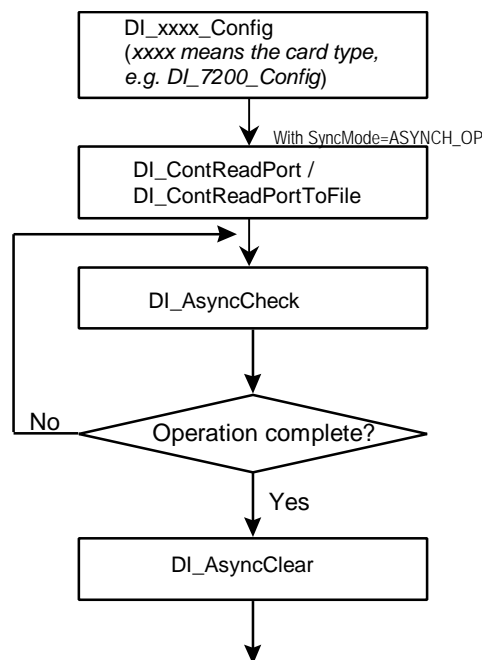 DI_xxxx_Config
(xxxx means the card type,
e.g. DI_7200_Config)
With SyncMode=ASYNCH_OP
DI_ContReadPort /
DI_ContReadPortToFile
DI_AsyncCheck
No
Operation complete?
Yes
DI_AsyncClear